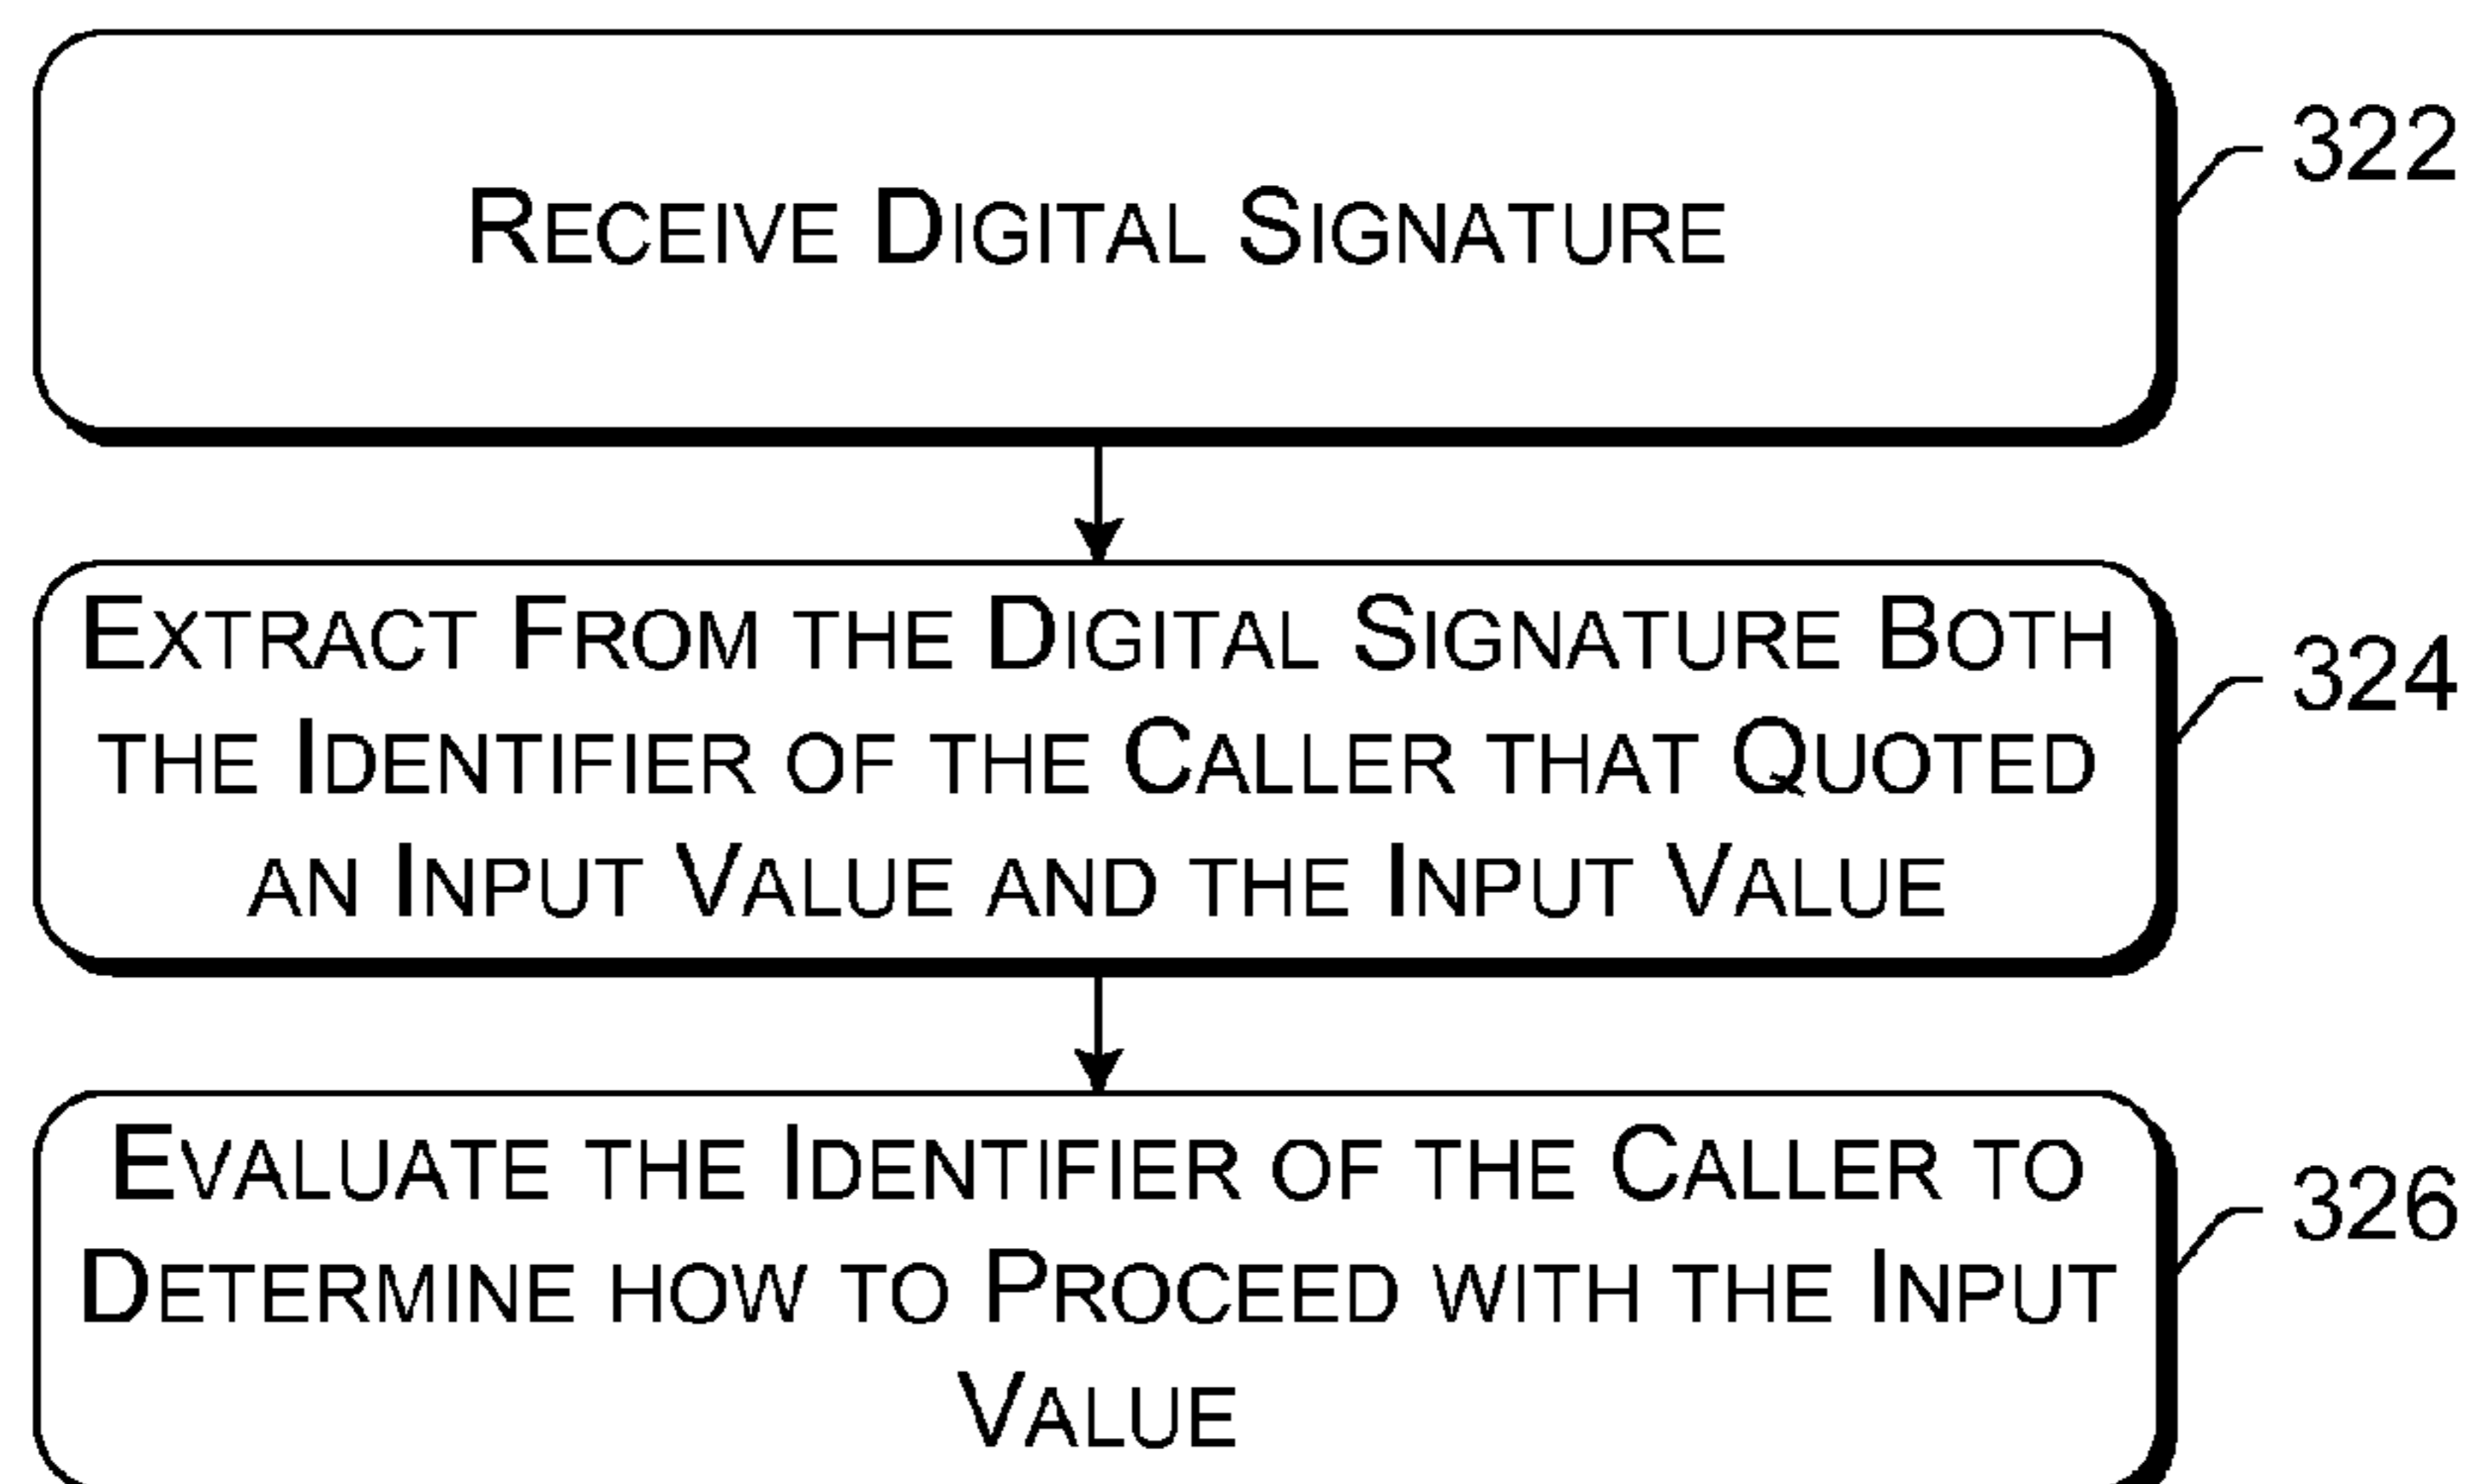 RECEIVE DIGITAL SIGNATURE
322
EXTRACT FROM THE DIGITAL SIGNATURE BOTH
THE IDENTIFIER OF THE CALLER THAT QUOTED
AN INPUT VALUE AND THE INPUT VALUE
324
EVALUATE THE IDENTIFIER OF THE CALLER TO
DETERMINE HOW TO PROCEED WITH THE INPUT
VALUE
326